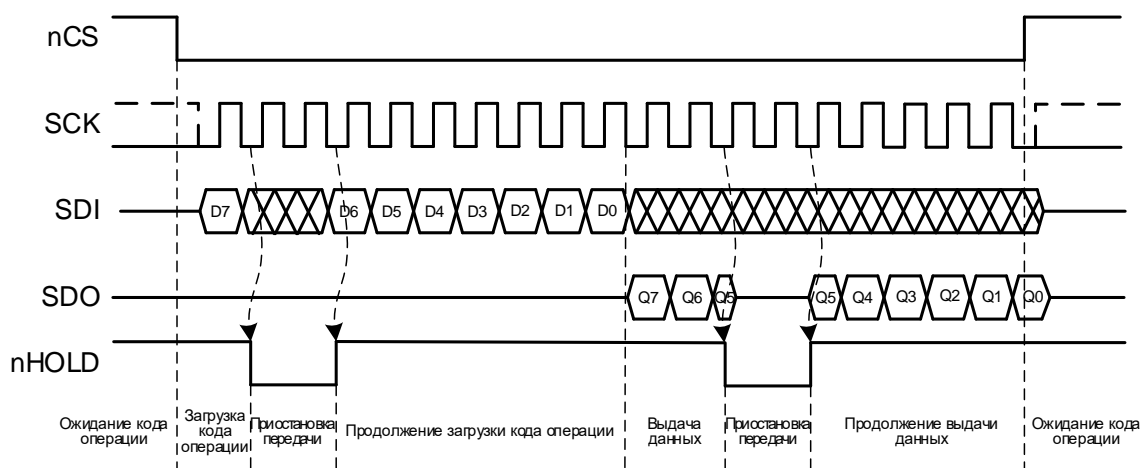 nCS
SCK
SDI
D7
D6
D5
D4
D3
D2
D1
D0
SDO
Q7
Q6
Q5
Q5
Q4
Q3
Q2
Q1
Q0
nHOLD
Ожидание кода
операции
Загрузка
кода
операции
Приостановка
передачи
Продолжение загрузки кода операции
Выдача
данных
Приостановка
передачи
Продолжение выдачи
данных
Ожидание кода
операции